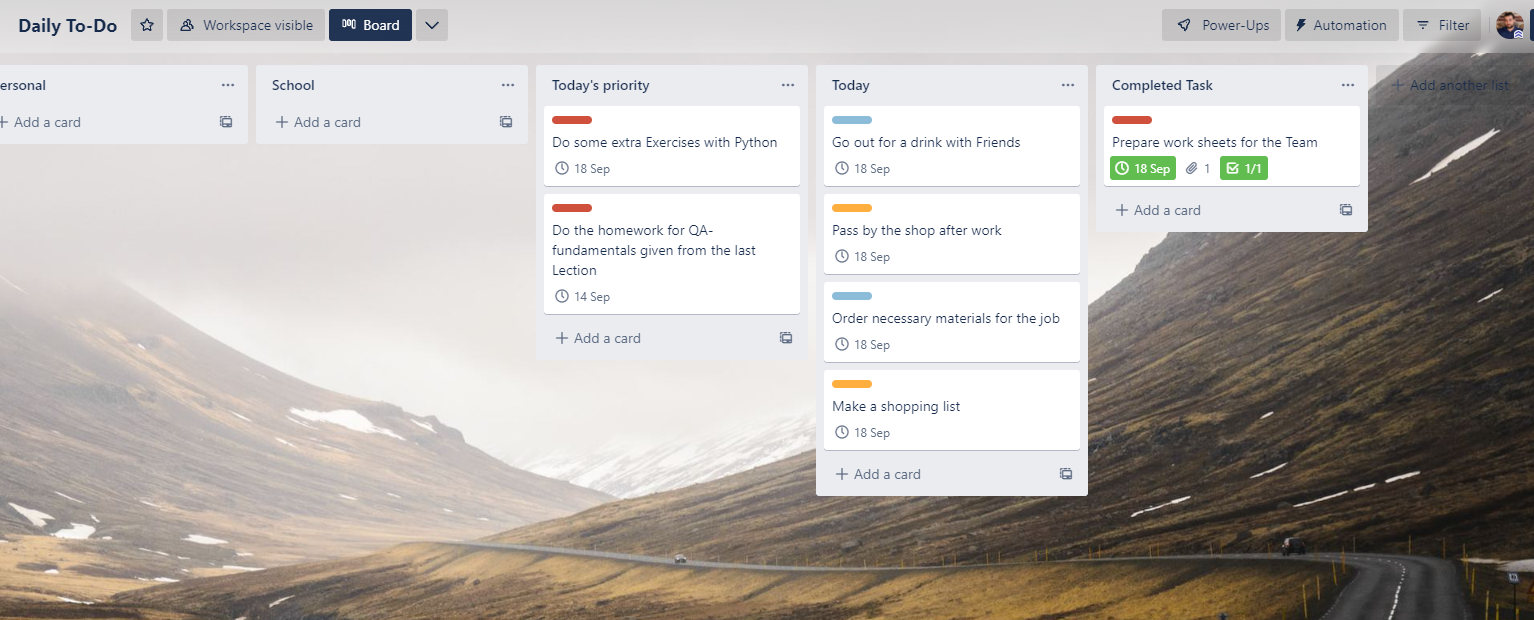 Daily To-Do
Workspace visible
Board
Power-Ups
Automation
Filter
ersonal
Add a card
School
Add a card
Today's priority
Do some extra Exercises with Python
18 Sep
Do the homework for QA-
fundamentals given from the last
Lection
14 Sep
Add a card
Today
Go out for a drink with Friends
18 Sep
Pass by the shop after work
18 Sep
Order necessary materials for the job
18 Sep
Make a shopping list
18 Sep
Add a card
Completed Task
Prepare work sheets for the Team
18 Sep 1 1/1
Add a card
Add another list